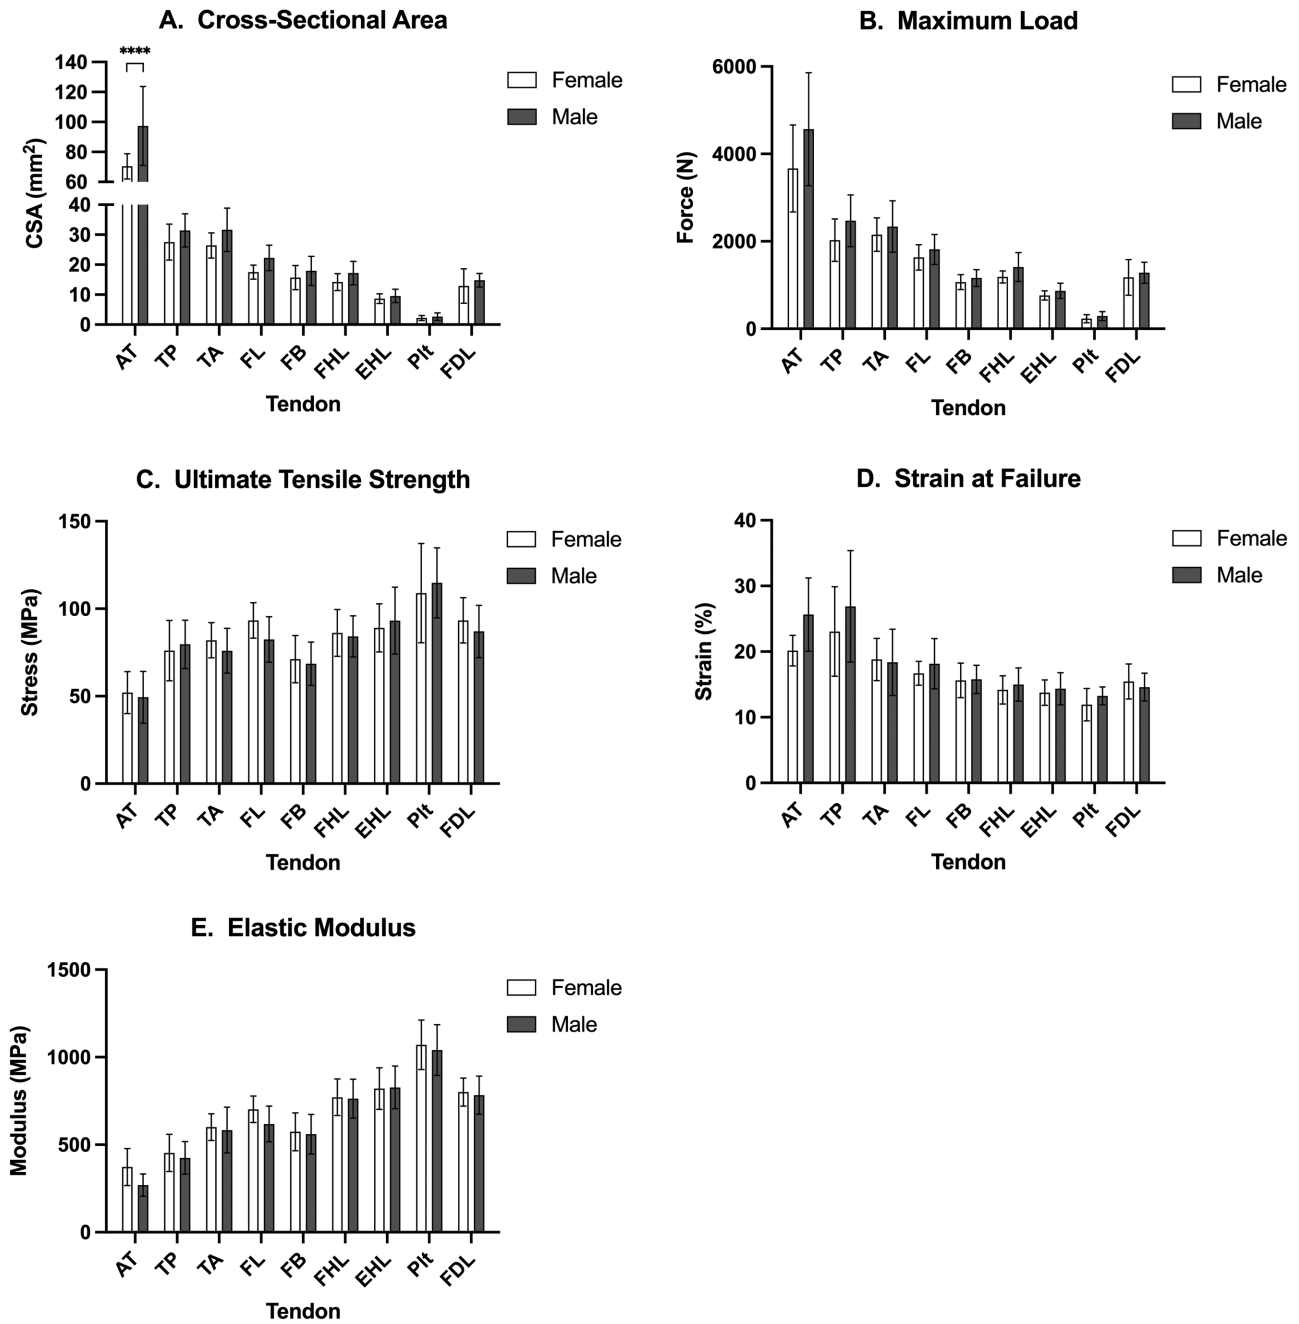 A. Cross-Sectional Area
****
CSA (mm²)
140
120
100
80
60
40
30
20
10
0
AT TP TA FL FB FHL EHL Plt FDL
Tendon
Female
Male
B. Maximum Load
Force (N)
6000
4000
2000
0
AT TP TA FL FB FHL EHL Plt FDL
Tendon
Female
Male
C. Ultimate Tensile Strength
Stress (MPa)
150
100
50
0
AT TP TA FL FB FHL EHL Plt FDL
Tendon
Female
Male
D. Strain at Failure
Strain (%)
40
30
20
10
0
AT TP TA FL FB FHL EHL Plt FDL
Tendon
Female
Male
E. Elastic Modulus
Modulus (MPa)
1500
1000
500
0
AT TP TA FL FB FHL EHL Plt FDL
Tendon
Female
Male